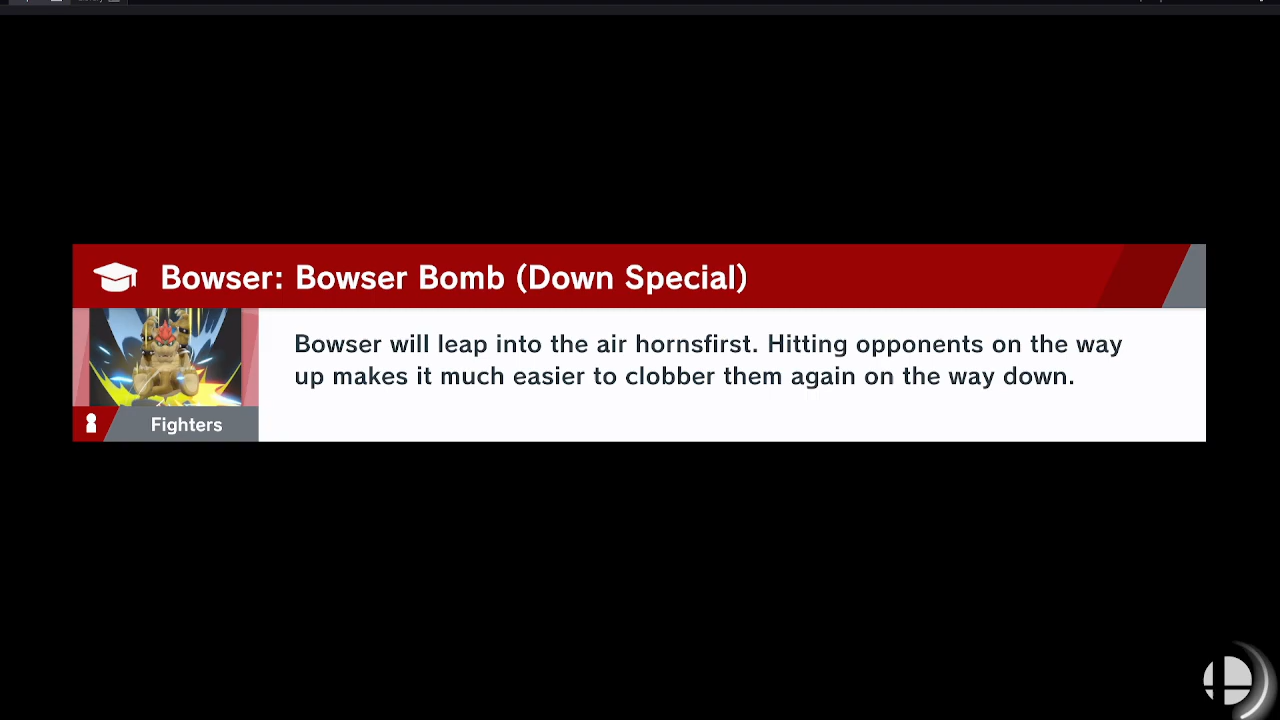 Bowser: Bowser Bomb (Down Special)
Bowser will leap into the air hornsfirst. Hitting opponents on the way
up makes it much easier to clobber them again on the way down.
Fighters